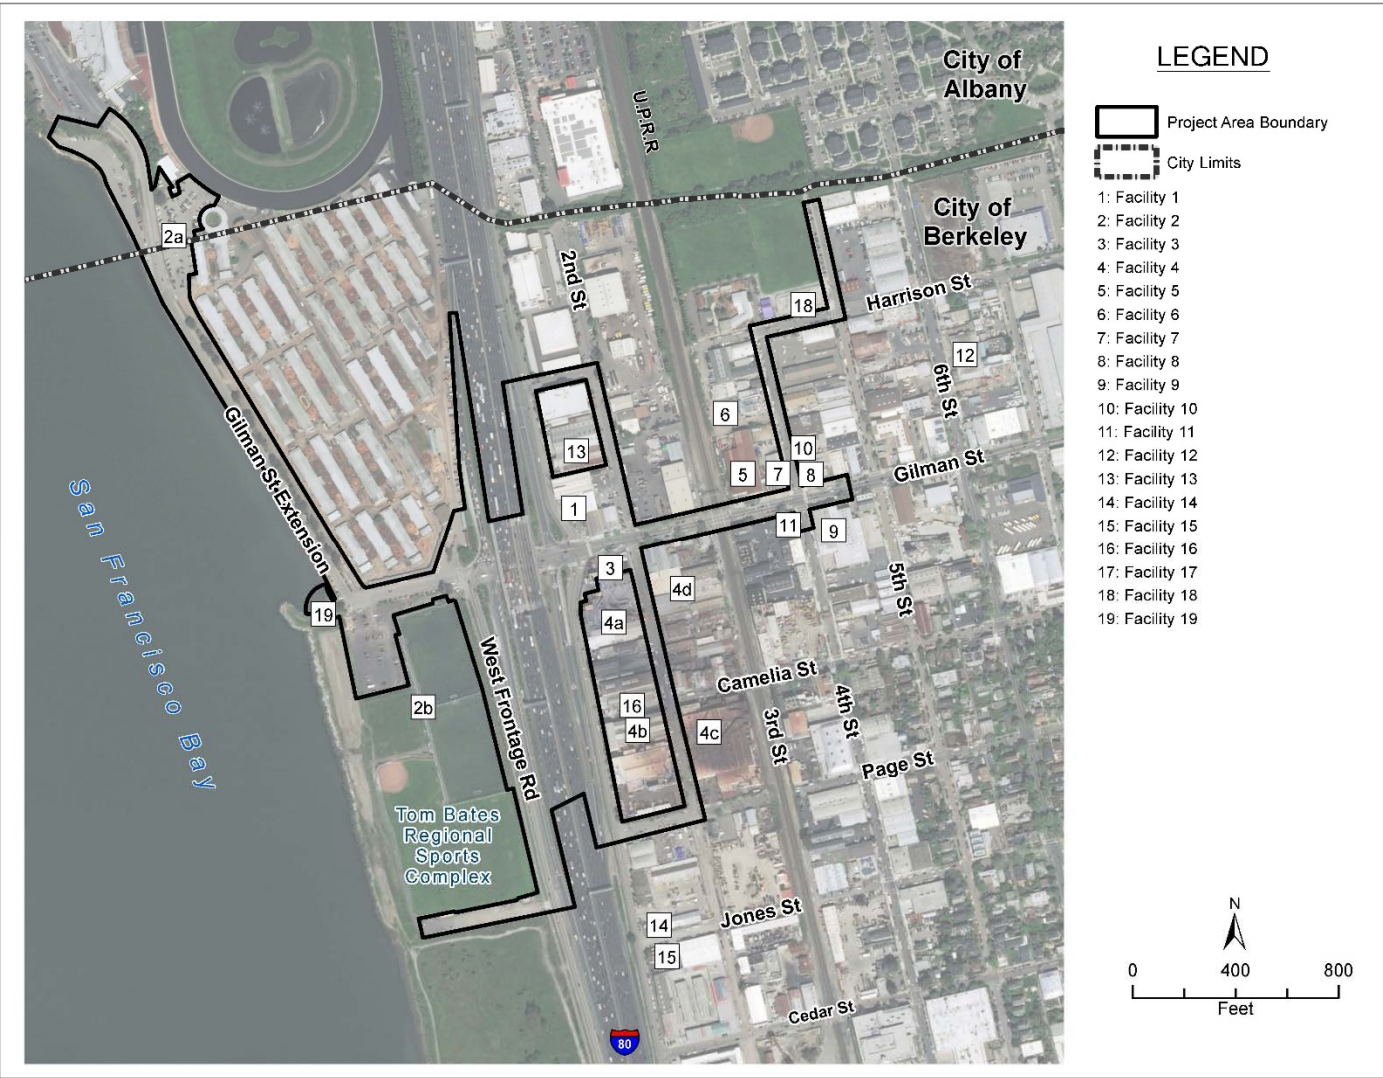 City of
Albany
U.P.R.R
City of
Berkeley
2a
2nd St
Harrison St
18
12
6th St
6
13
10
5
7
8
Gilman St
1
11
9
Gilman St Extension
3
4d
5th St
19
4a
San Francisco Bay
West Frontage Rd
Camelia St
2b
16
4b
4c
3rd St
4th St
Page St
Tom Bates
Regional
Sports
Complex
14
Jones St
15
Cedar St
80
LEGEND
Project Area Boundary
City Limits
1: Facility 1
2: Facility 2
3: Facility 3
4: Facility 4
5: Facility 5
6: Facility 6
7: Facility 7
8: Facility 8
9: Facility 9
10: Facility 10
11: Facility 11
12: Facility 12
13: Facility 13
14: Facility 14
15: Facility 15
16: Facility 16
17: Facility 17
18: Facility 18
19: Facility 19
N
0 400 800
Feet